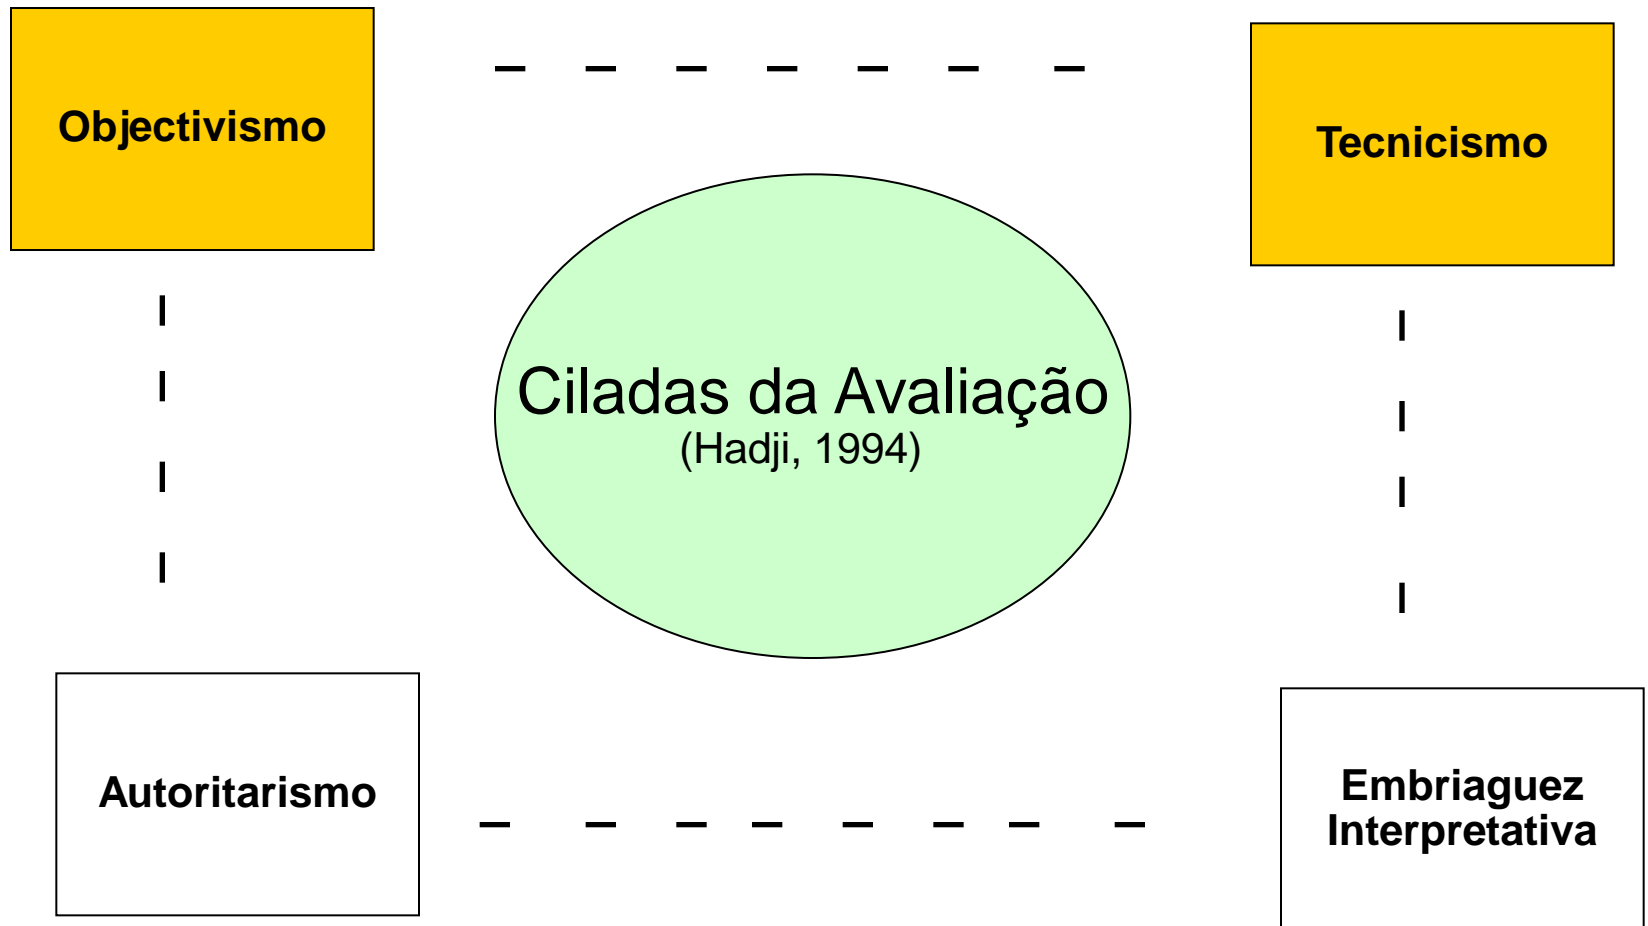 Objectivismo
Tecnicismo
Ciladas da Avaliação
(Hadji, 1994)
Autoritarismo
Embriaguez
Interpretativa